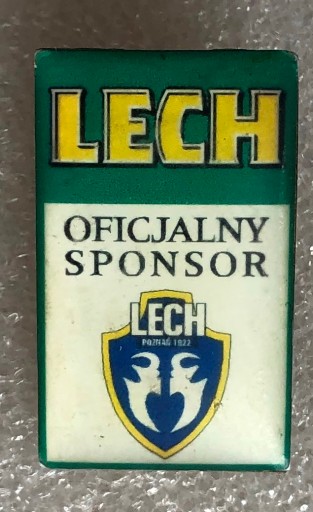 LECH
OFICJALNY
SPONSOR
LECH
POZNAŃ 1922